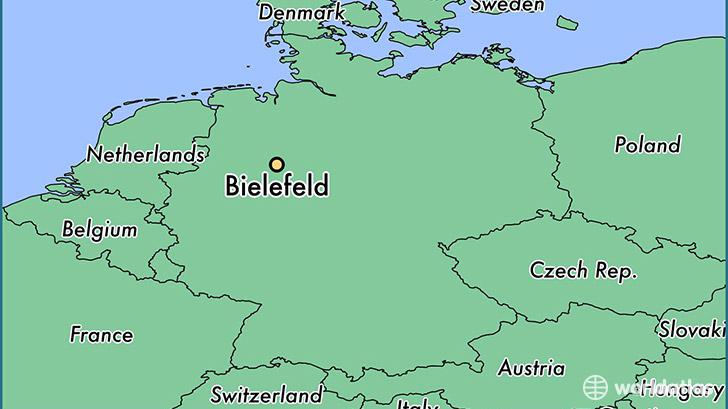 Denmark
Sweden
Poland
Netherlands
Bielefeld
Belgium
Czech Rep.
France
Slovaki
Austria
Switzerland
Italy
Hungary
worldatlas